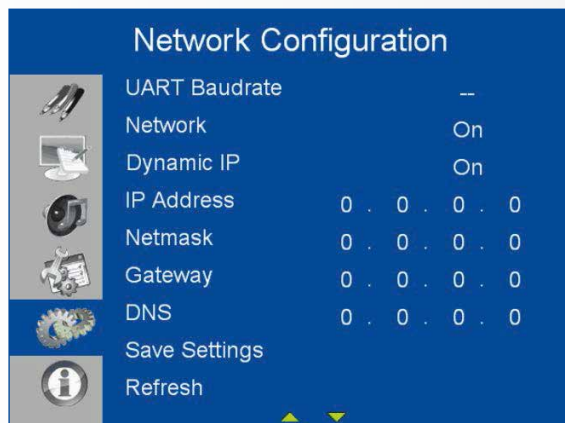 Network Configuration
UART Baudrate --
Network On
Dynamic IP On
IP Address 0 . 0 . 0 . 0
Netmask 0 . 0 . 0 . 0
Gateway 0 . 0 . 0 . 0
DNS 0 . 0 . 0 . 0
Save Settings
Refresh